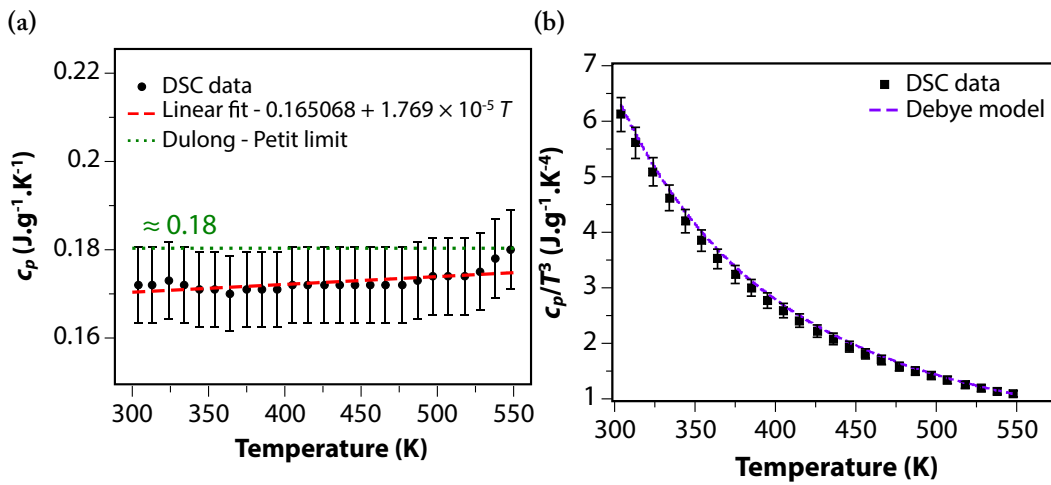 (a)
0.22
0.2
0.18
0.16
cp (J.g⁻¹.K⁻¹)
DSC data
Linear fit - 0.165068 + 1.769 × 10⁻⁵ T
Dulong - Petit limit
≈ 0.18
300 350 400 450 500 550
Temperature (K)
(b)
7
6
5
4
3
2
1
cp/T³ (J.g⁻¹.K⁻⁴)
DSC data
Debye model
300 350 400 450 500 550
Temperature (K)